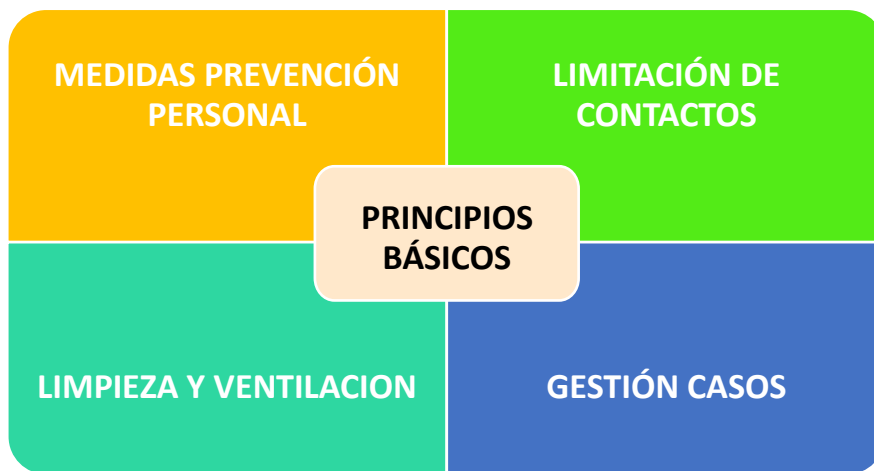 MEDIDAS PREVENCIÓN
PERSONAL
LIMITACIÓN DE
CONTACTOS
PRINCIPIOS
BÁSICOS
LIMPIEZA Y VENTILACION
GESTIÓN CASOS